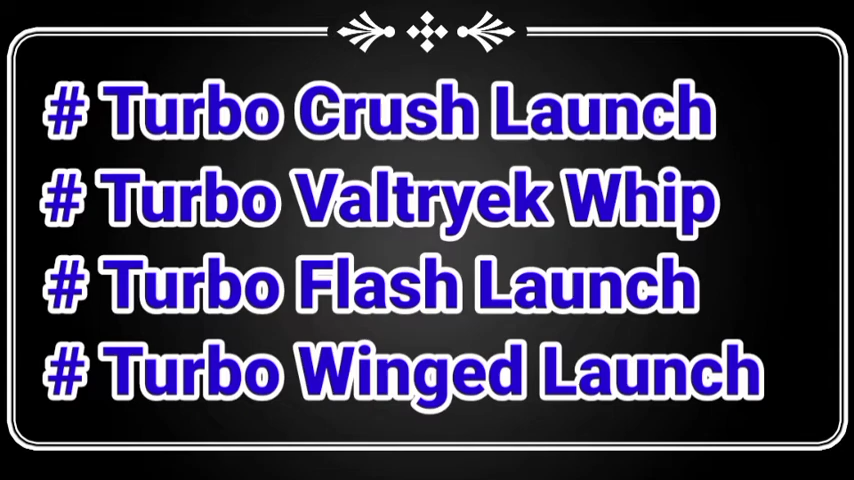 # Turbo Crush Launch
# Turbo Valtryek Whip
# Turbo Flash Launch
# Turbo Winged Launch